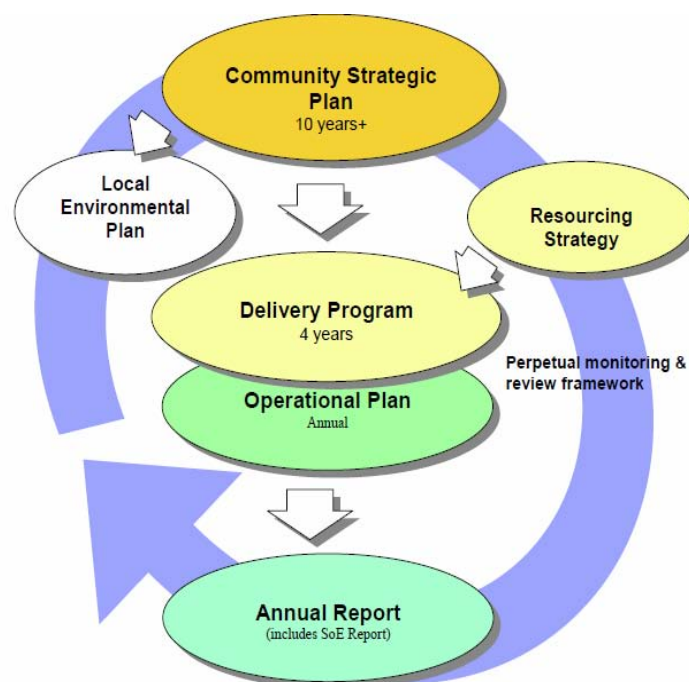 Community Strategic
Plan
10 years+
Local
Environmental
Plan
Resourcing
Strategy
Delivery Program
4 years
Perpetual monitoring &
review framework
Operational Plan
Annual
Annual Report
(includes SoE Report)